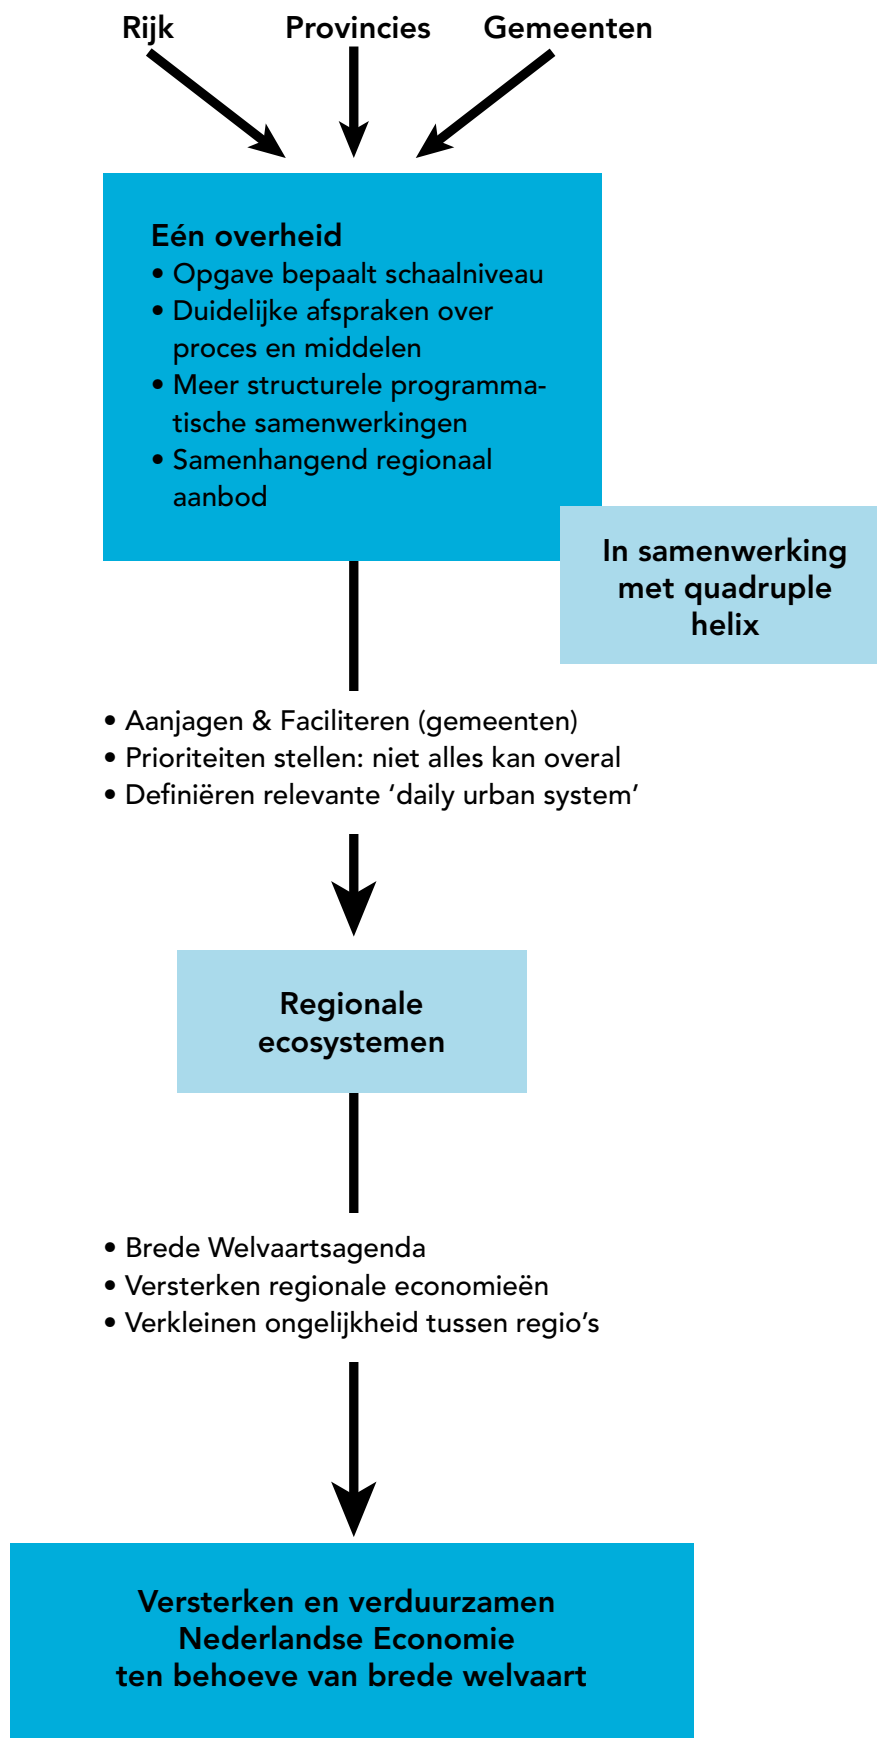 Rijk Provincies Gemeenten
Eén overheid
• Opgave bepaalt schaalniveau
• Duidelijke afspraken over
proces en middelen
• Meer structurele programma-
tische samenwerkingen
• Samenhangend regionaal
aanbod
In samenwerking
met quadruple
helix
• Aanjagen & Faciliteren (gemeenten)
• Prioriteiten stellen: niet alles kan overal
• Definiëren relevante ‘daily urban system’
Regionale
ecosystemen
• Brede Welvaartsagenda
• Versterken regionale economieën
• Verkleinen ongelijkheid tussen regio’s
Versterken en verduurzamen
Nederlandse Economie
ten behoeve van brede welvaart